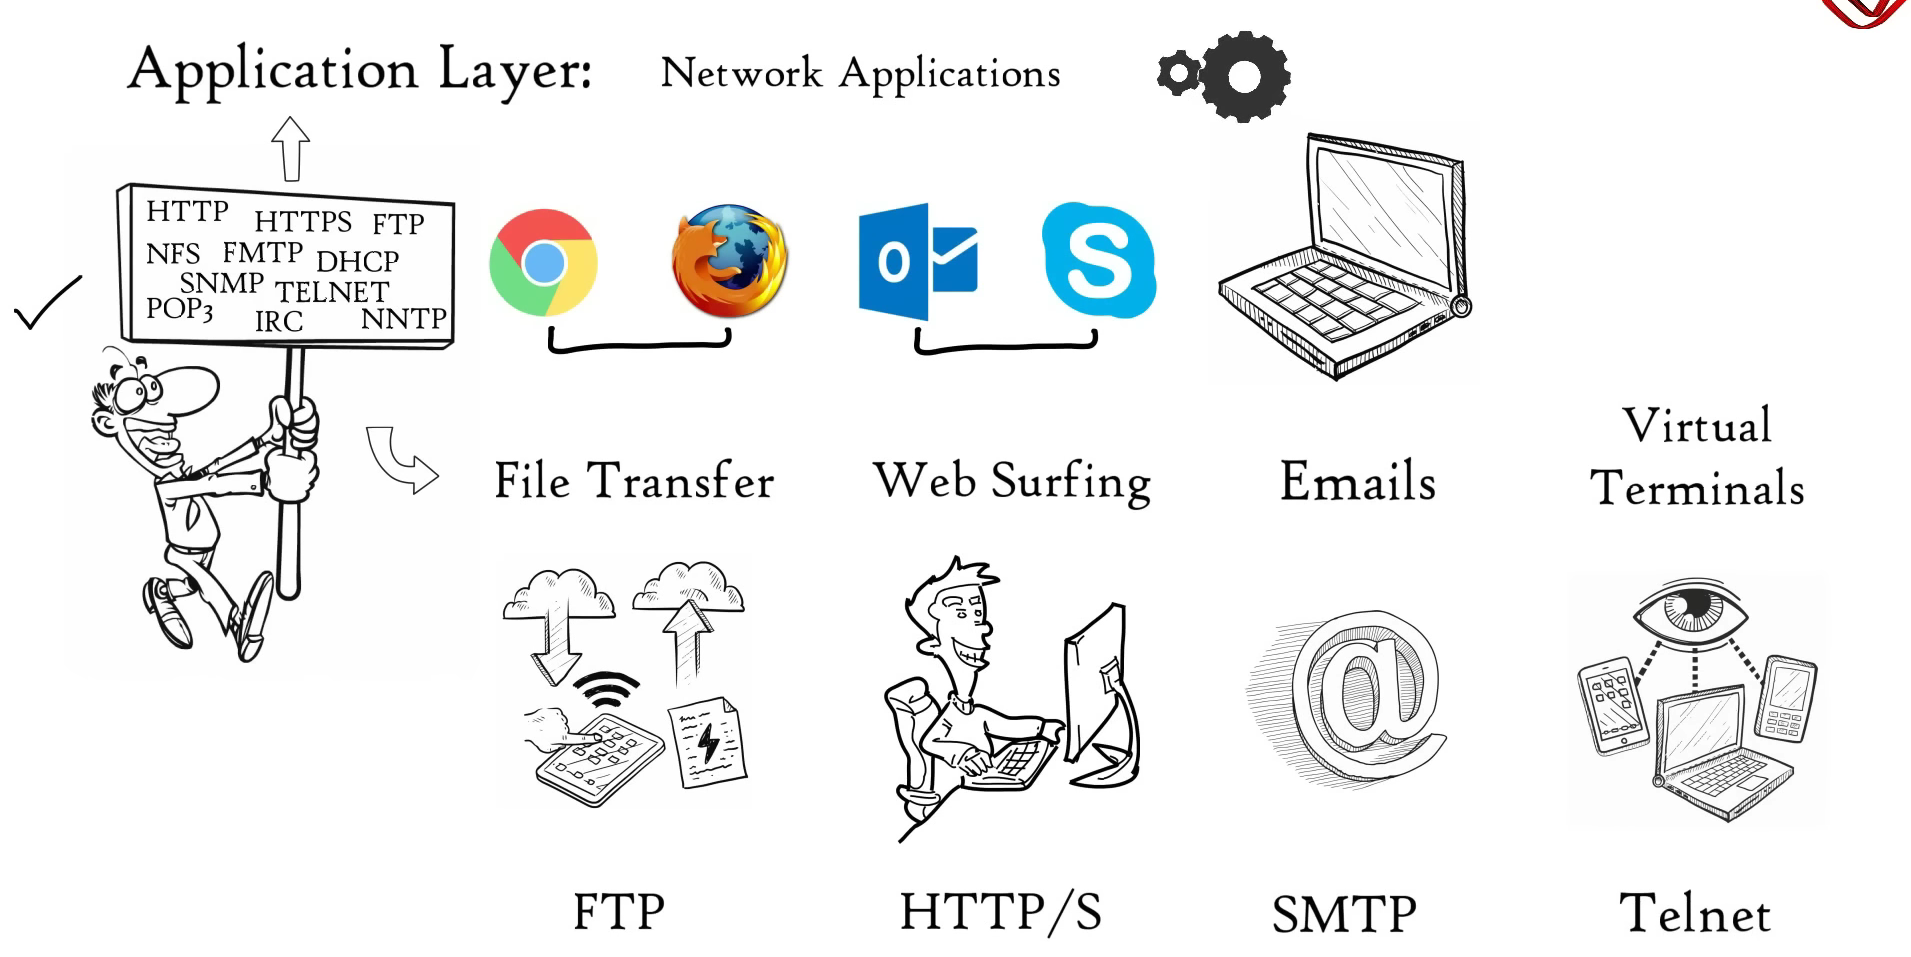 Application Layer: Network Applications
HTTP HTTPS FTP
NFS FMTP DHCP
SNMP TELNET
POP3 IRC NNTP
O
S
File Transfer
Web Surfing
Emails
Virtual
Terminals
@
FTP
HTTP/S
SMTP
Telnet